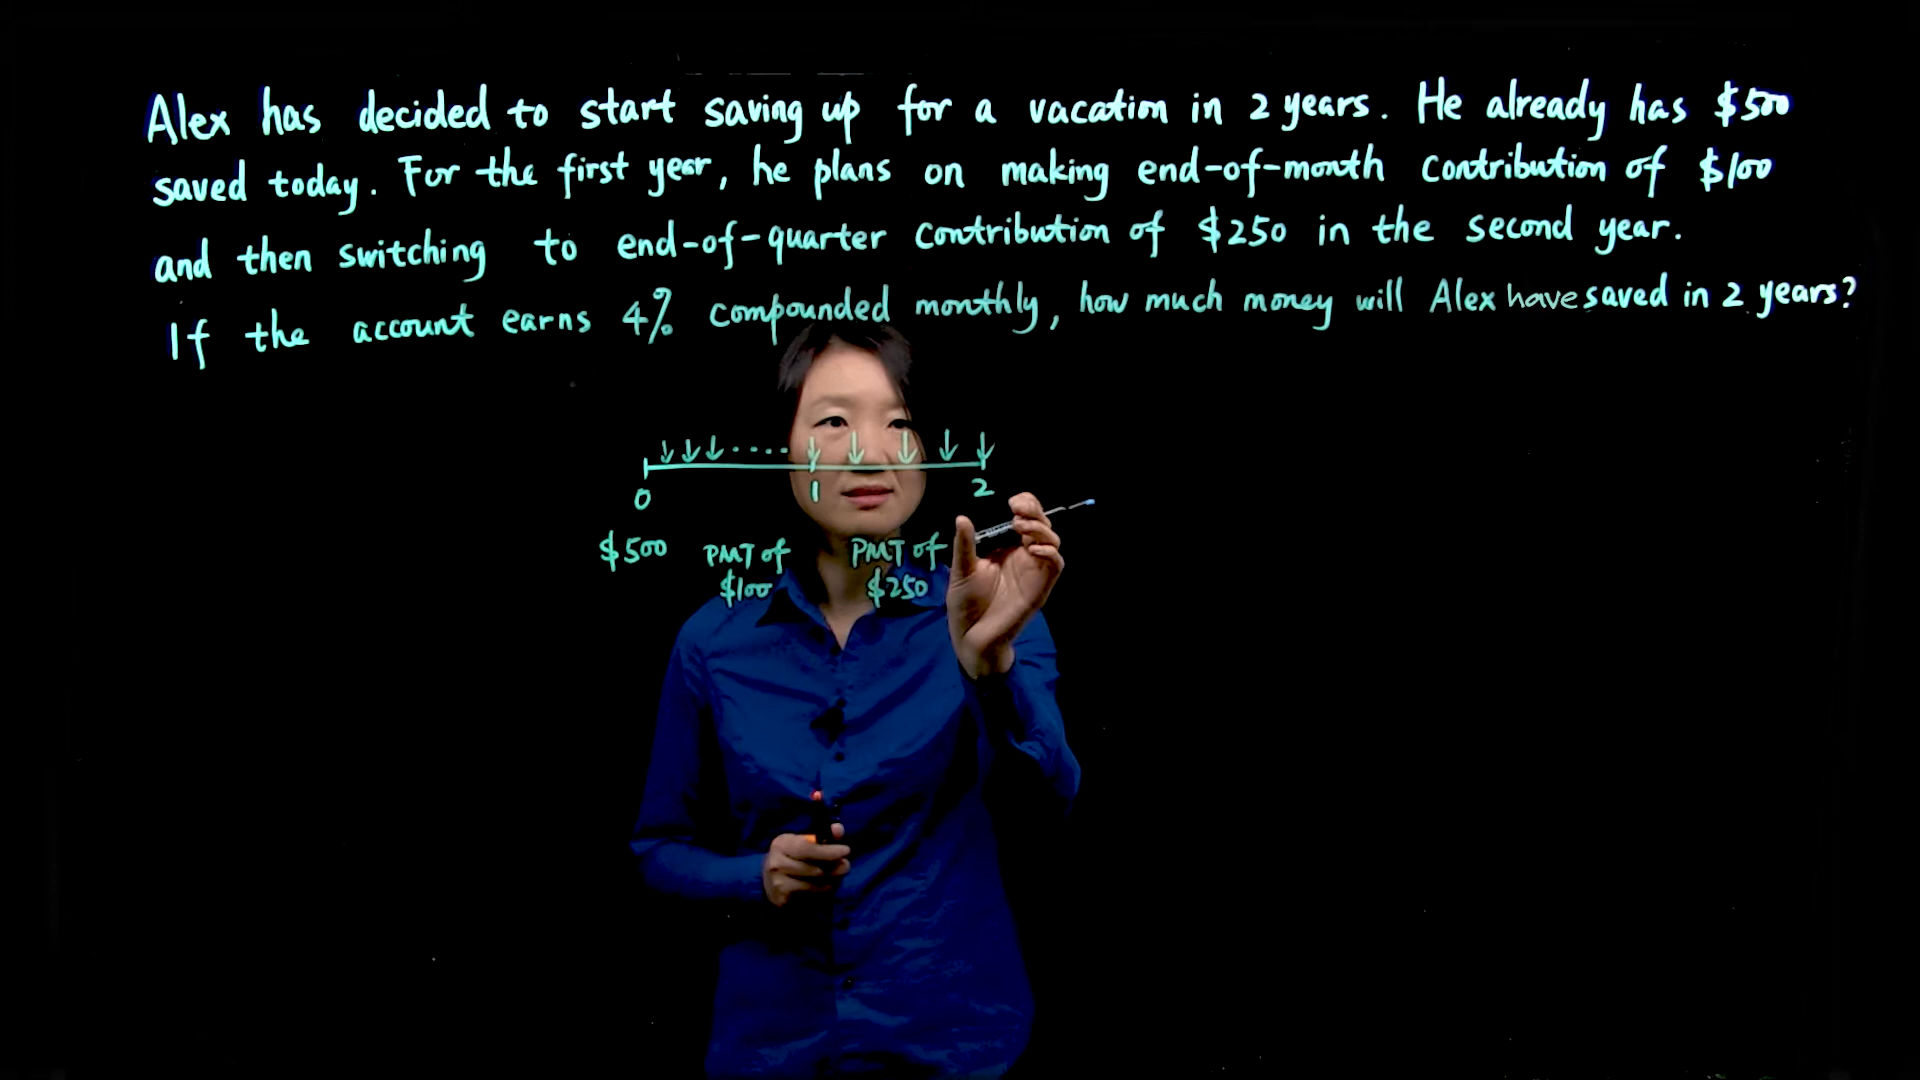 Alex has decided to start saving up for a vacation in 2 years. He already has $500
saved today. For the first year, he plans on making end-of-month contribution of $100
and then switching to end-of-quarter contribution of $250 in the second year.
If the account earns 4% compounded monthly, how much money will Alex have saved in 2 years?
0 1 2
$500 PMT of PMT of
$100 $250